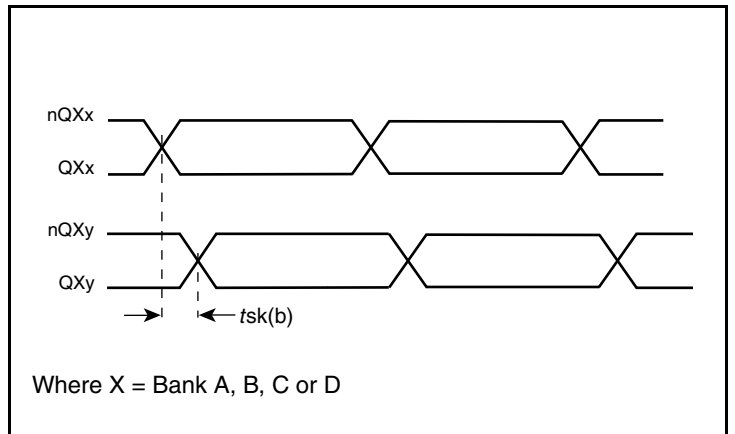 nQXx
QXx
nQXy
QXy
tsk(b)
Where X = Bank A, B, C or D